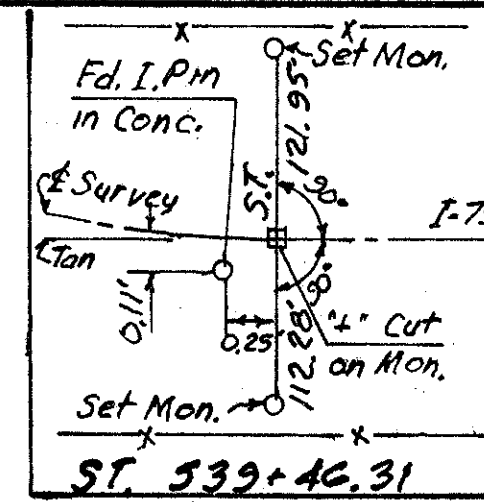 Set Mon.
Fd. I. Pin
in Conc.
121.95'
S.T.
90°
₵ Survey
I-7
Tan
90°
0.11'
0.25'
"+" Cut
on Mon.
112.28'
Set Mon.
ST. 539+46.31